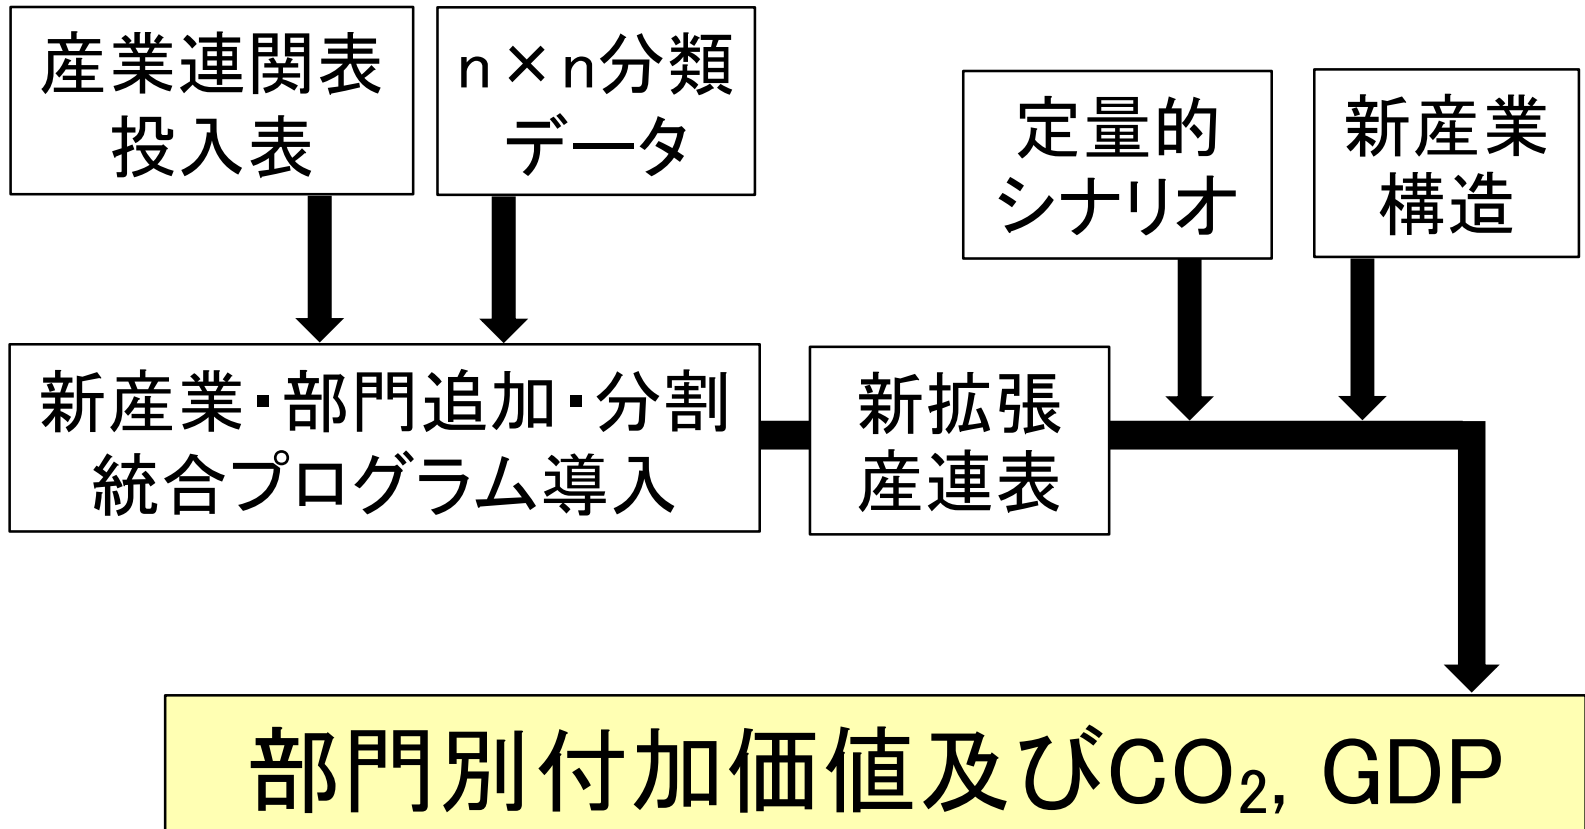 産業連関表
投入表
n×n分類
データ
定量的
シナリオ
新産業
構造
新産業・部門追加・分割
統合プログラム導入
新拡張
産連表
部門別付加価値及びCO₂, GDP